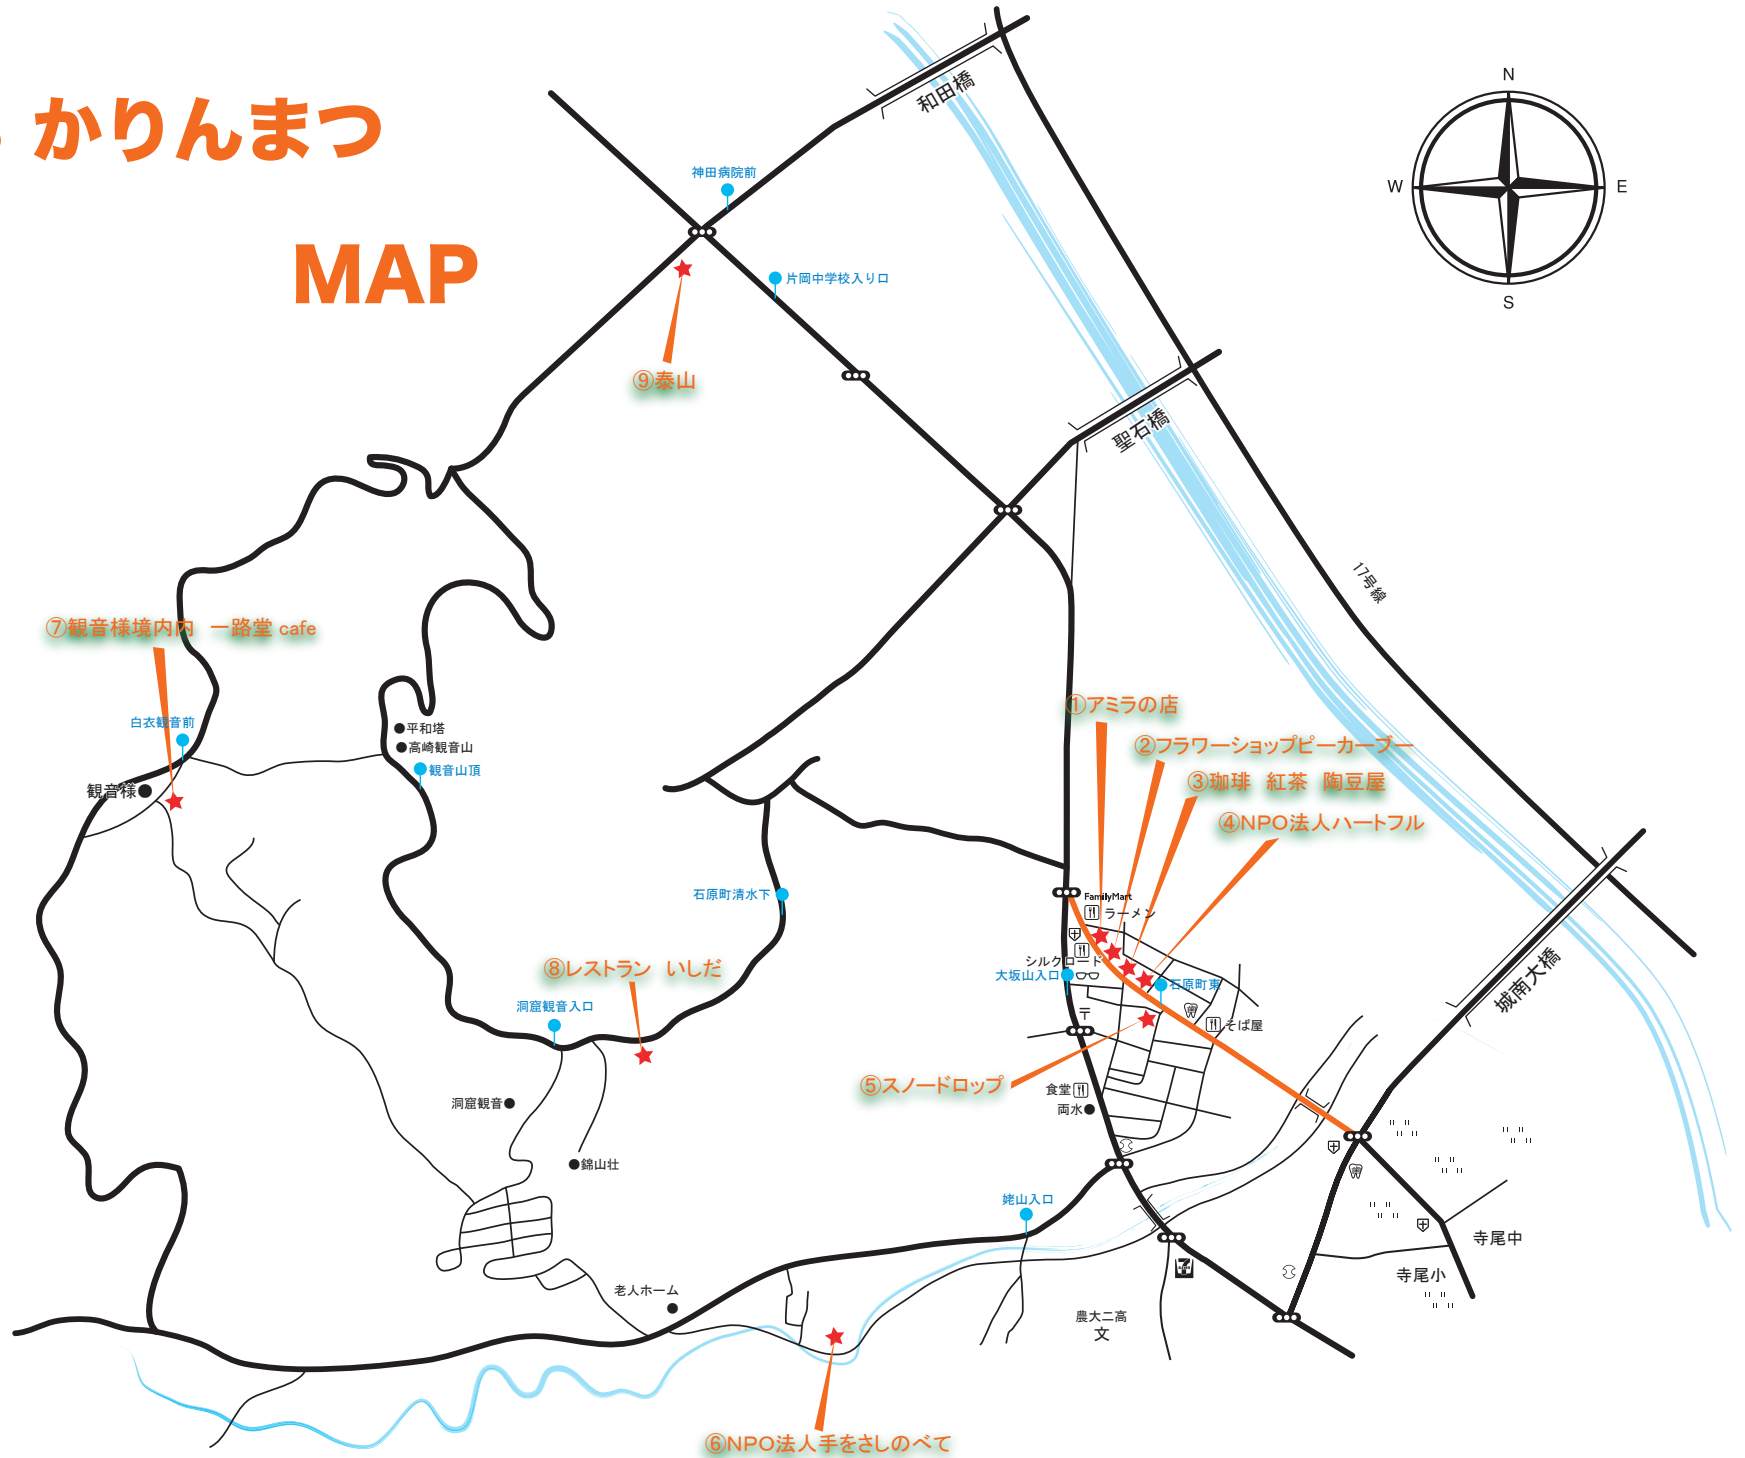 かりんまつ
MAP
和田橋
N
W
E
S
神田病院前
片岡中学校入り口
⑨泰山
聖石橋
17号線
⑦観音様境内内 一路堂 cafe
白衣観音前
観音様
平和塔
高崎観音山
観音山頂
①アミラの店
②フラワーショップピーカーブー
③珈琲 紅茶 陶豆屋
④NPO法人ハートフル
石原町清水下
FamilyMart
ラーメン
シルクロード
大坂山入口
石原町東
〒
そば屋
城南大橋
⑧レストラン いしだ
洞窟観音入口
⑤スノードロップ
食堂
両水
洞窟観音
錦山荘
姥山入口
寺尾中
寺尾小
老人ホーム
農大二高
文
⑥NPO法人手をさしのべて